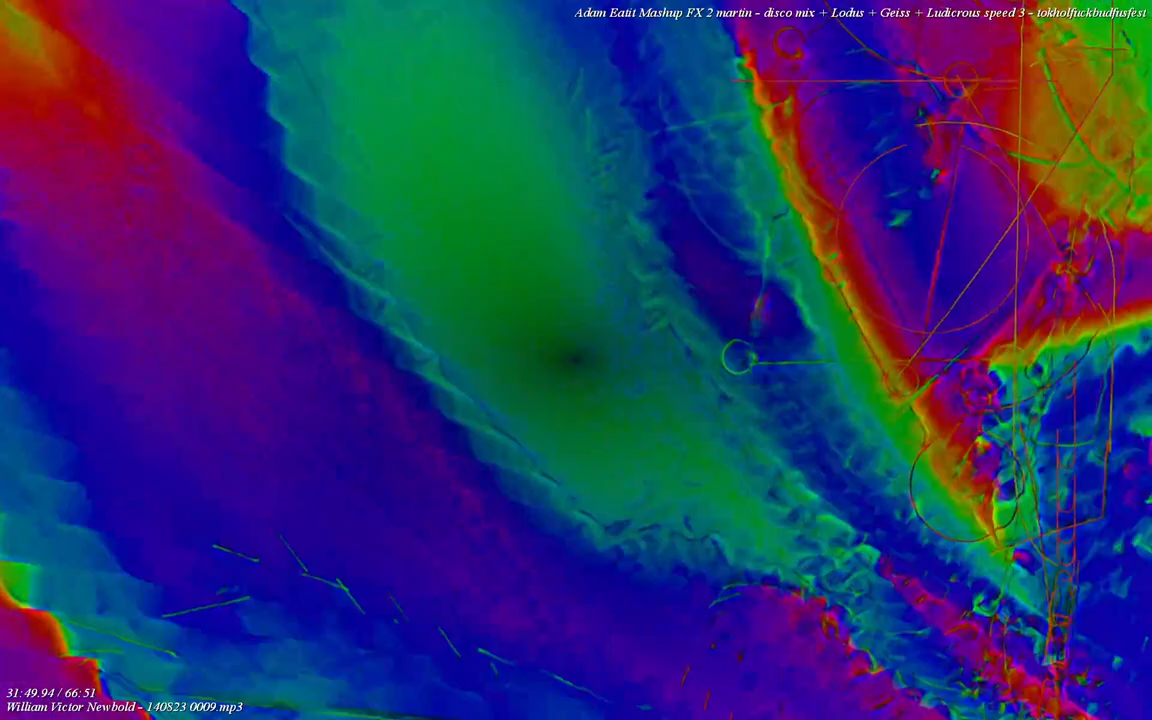 Adam Eatit Mashup FX 2 martin - disco mix + Lodus + Geiss + Ludicrous speed 3 - tokholfuckbudfusfest
31:49.94 / 66:51
William Victor Newbold - 140823 0009.mp3